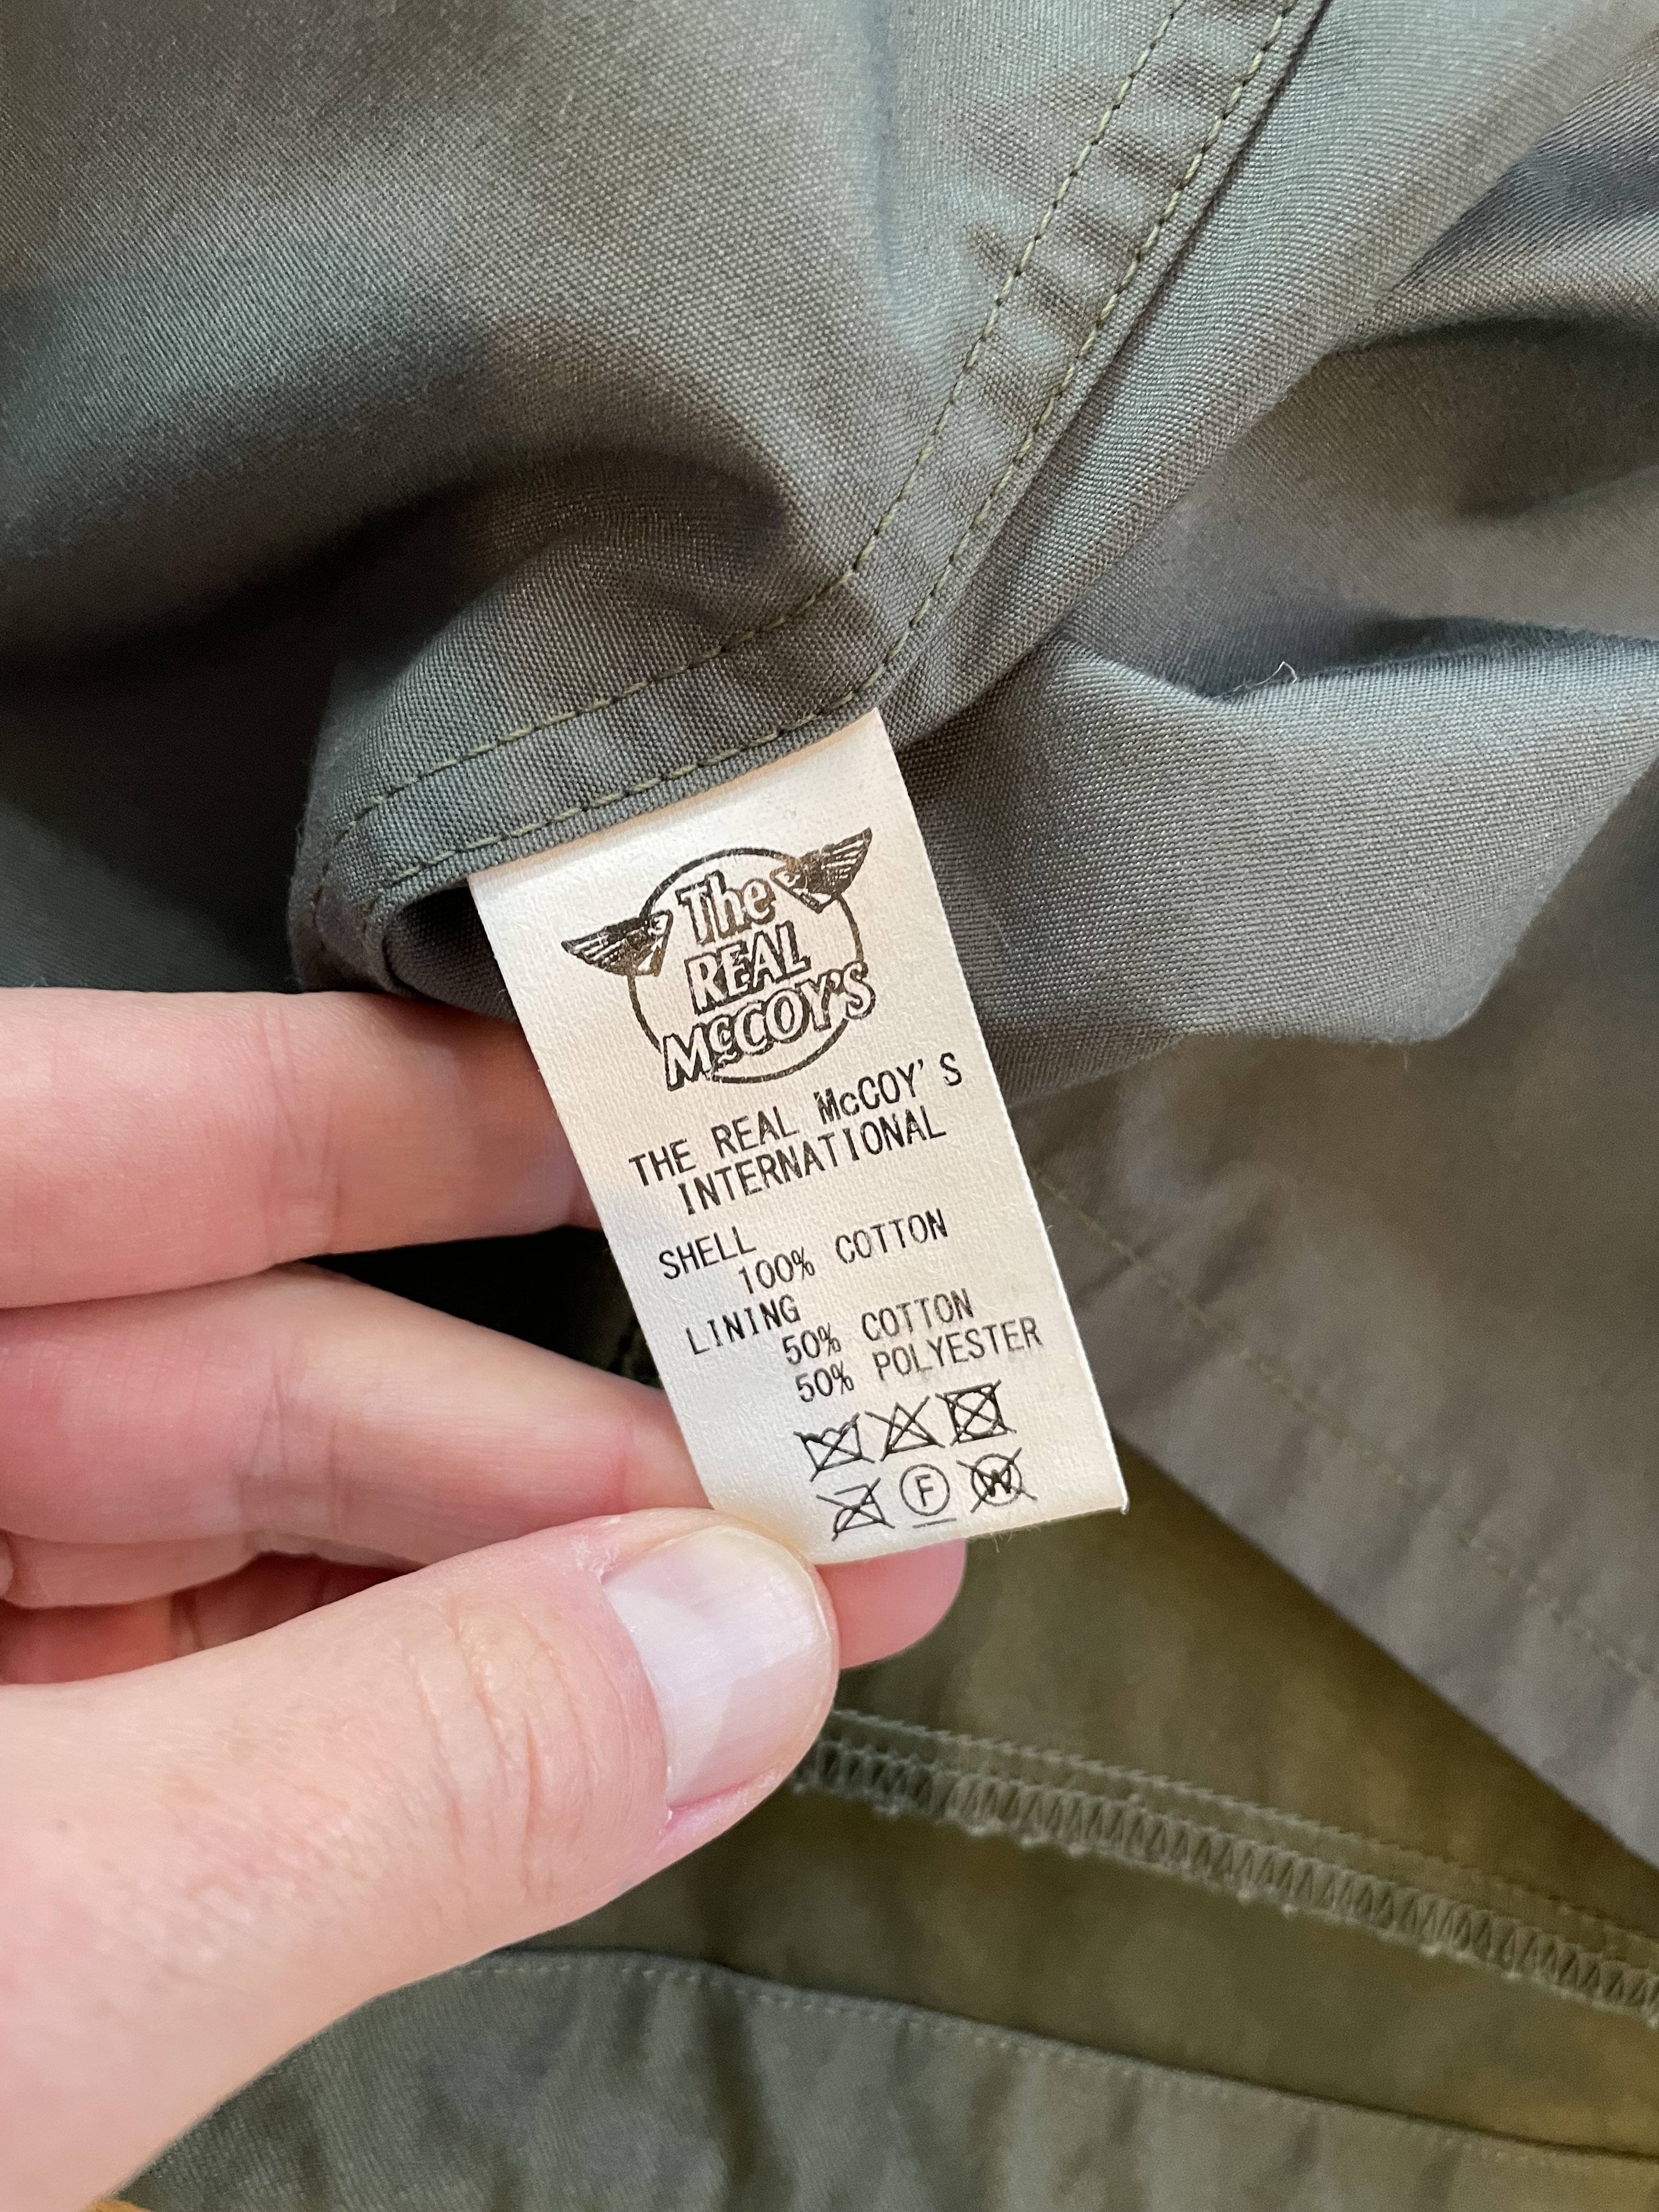 The
REAL
McCOY'S
THE REAL McCOY'S
INTERNATIONAL
SHELL
100% COTTON
LINING
50% COTTON
50% POLYESTER
F W